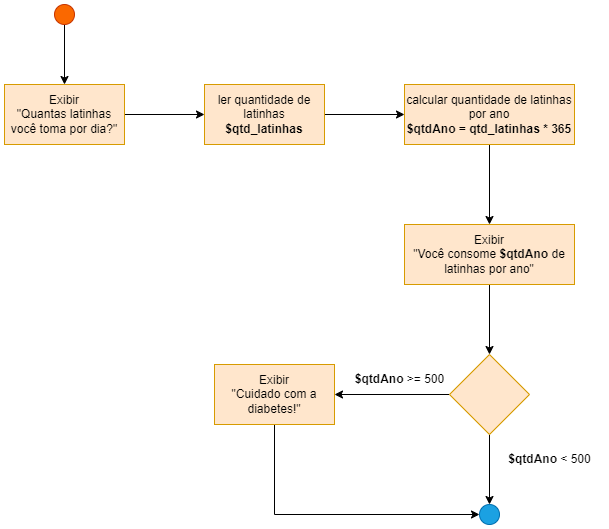 Exibir
"Quantas latinhas
você toma por dia?"
ler quantidade de
latinhas
$qtd_latinhas
calcular quantidade de latinhas
por ano
$qtdAno = qtd_latinhas * 365
Exibir
"Você consome $qtdAno de
latinhas por ano"
Exibir
"Cuidado com a
diabetes!"
$qtdAno >= 500
$qtdAno < 500